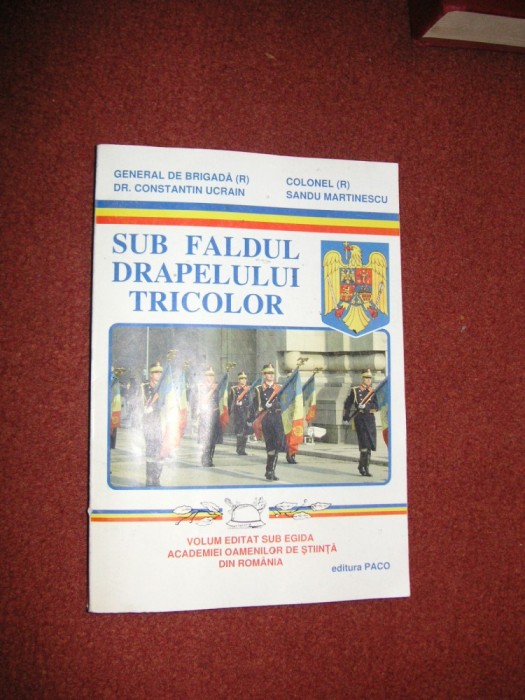 GENERAL DE BRIGADĂ (R)
DR. CONSTANTIN UCRAIN
COLONEL (R)
SANDU MARTINESCU
SUB FALDUL
DRAPELULUI
TRICOLOR
VOLUM EDITAT SUB EGIDA
ACADEMIEI OAMENILOR DE ȘTIINȚĂ
DIN ROMÂNIA
editura PACO